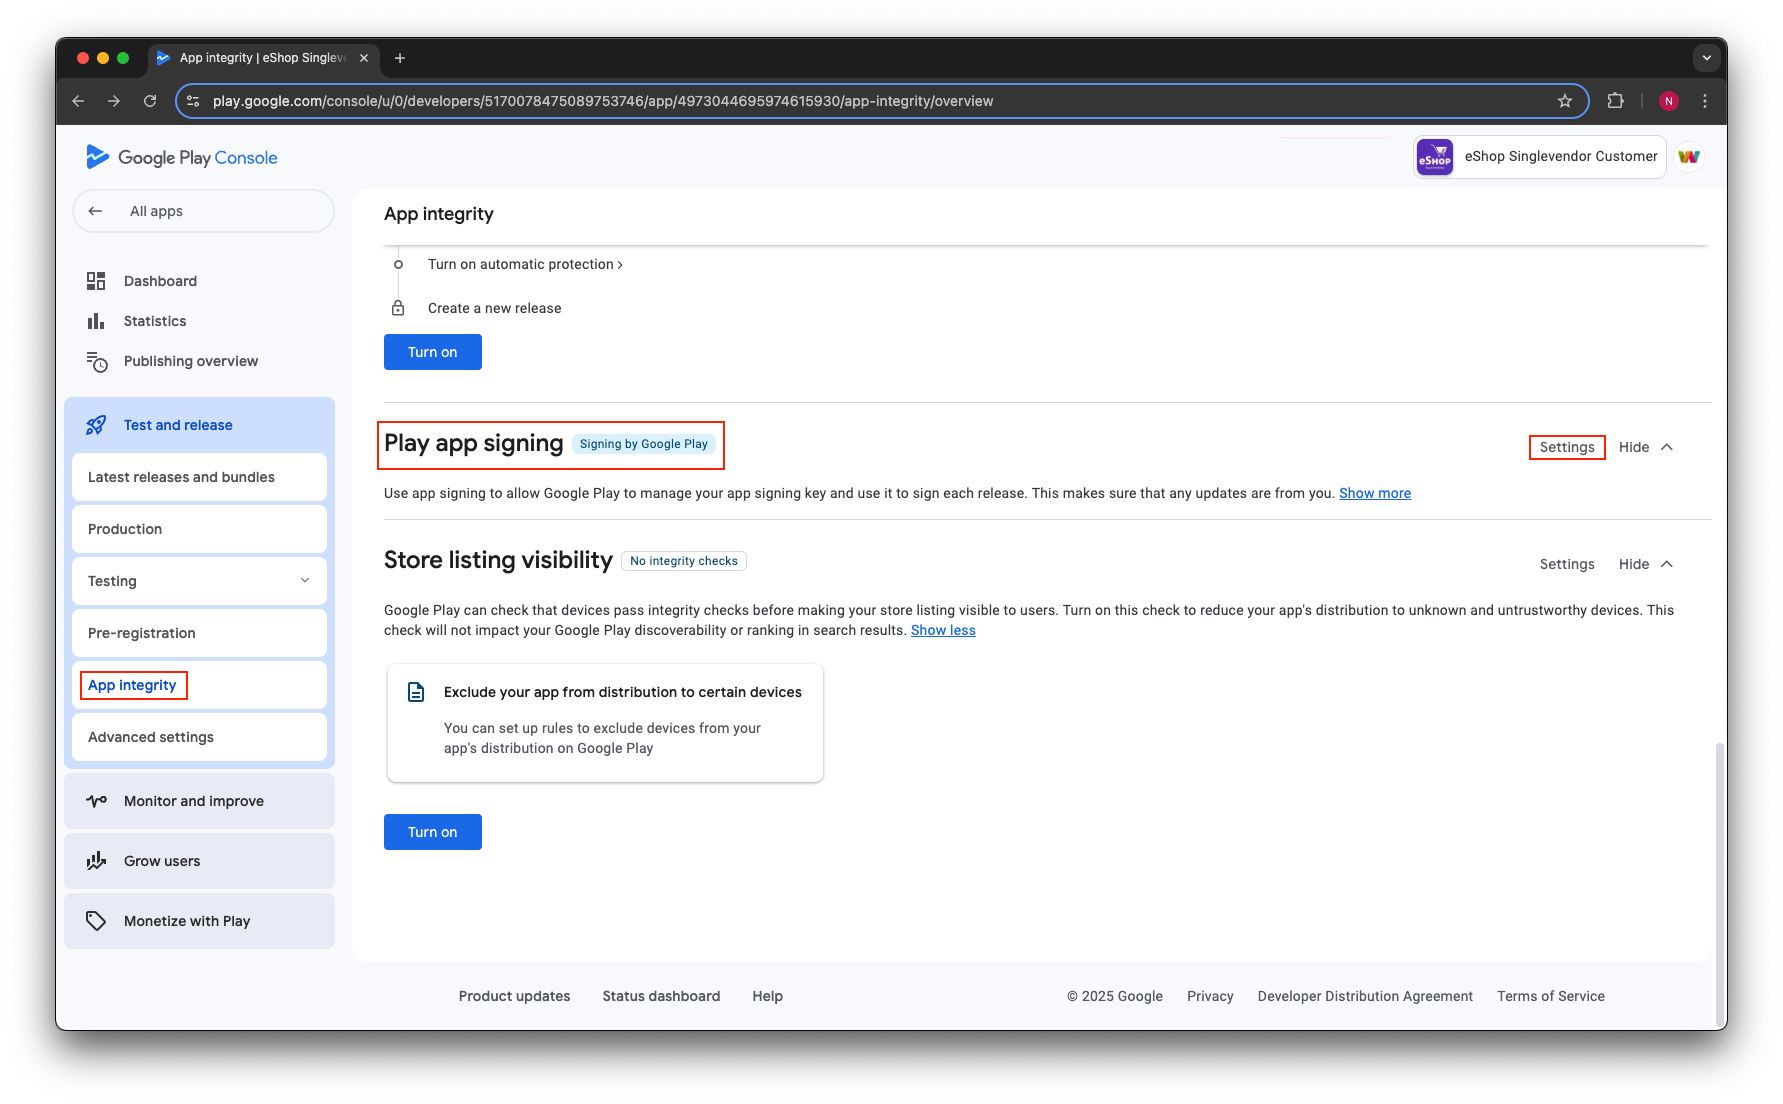 App integrity | eShop Singleve
play.google.com/console/u/0/developers/5170078475089753746/app/4973044695974615930/app-integrity/overview
N
Google Play Console
eShop
eShop Singlevendor Customer
All apps
Dashboard
Statistics
Publishing overview
Test and release
Latest releases and bundles
Production
Testing
Pre-registration
App integrity
Advanced settings
Monitor and improve
Grow users
Monetize with Play
App integrity
Turn on automatic protection
Create a new release
Turn on
Play app signing Signing by Google Play
Settings Hide
Use app signing to allow Google Play to manage your app signing key and use it to sign each release. This makes sure that any updates are from you. Show more
Store listing visibility No integrity checks
Settings Hide
Google Play can check that devices pass integrity checks before making your store listing visible to users. Turn on this check to reduce your app's distribution to unknown and untrustworthy devices. This
check will not impact your Google Play discoverability or ranking in search results. Show less
Exclude your app from distribution to certain devices
You can set up rules to exclude devices from your
app's distribution on Google Play
Turn on
Product updates Status dashboard Help
© 2025 Google Privacy Developer Distribution Agreement Terms of Service